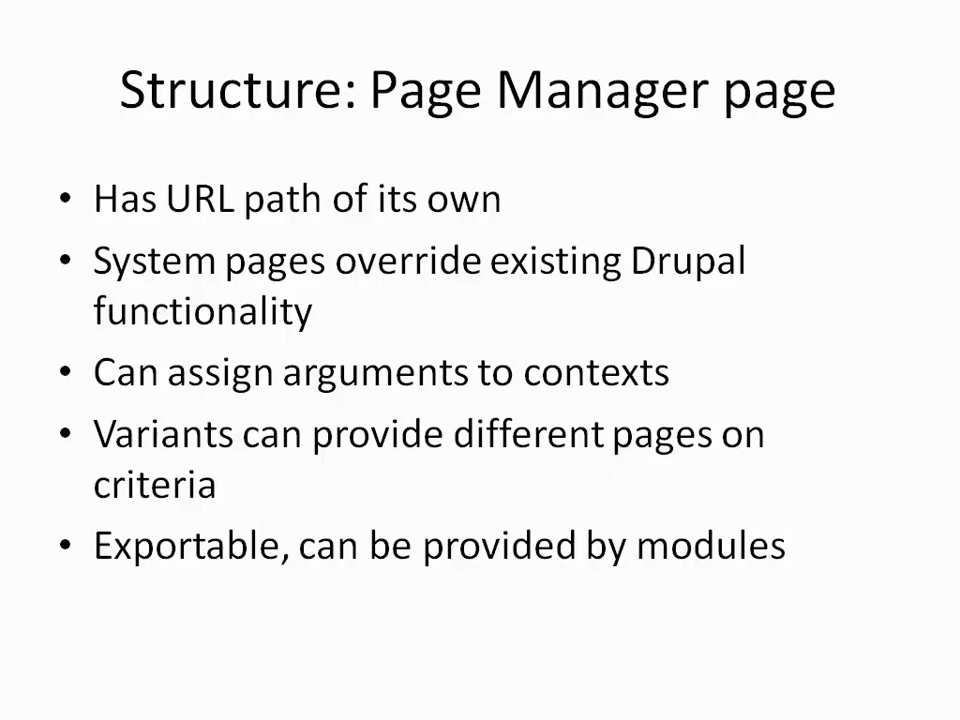 Structure: Page Manager page
• Has URL path of its own
• System pages override existing Drupal
functionality
• Can assign arguments to contexts
• Variants can provide different pages on
criteria
• Exportable, can be provided by modules